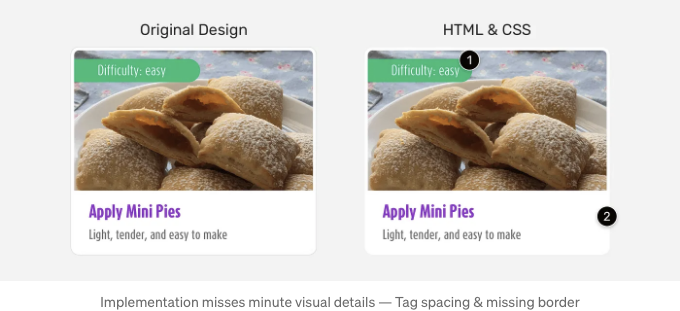 Original Design
HTML & CSS
Difficulty: easy
Difficulty: easy
1
Apply Mini Pies
Light, tender, and easy to make
Apply Mini Pies
Light, tender, and easy to make
2
Implementation misses minute visual details — Tag spacing & missing border